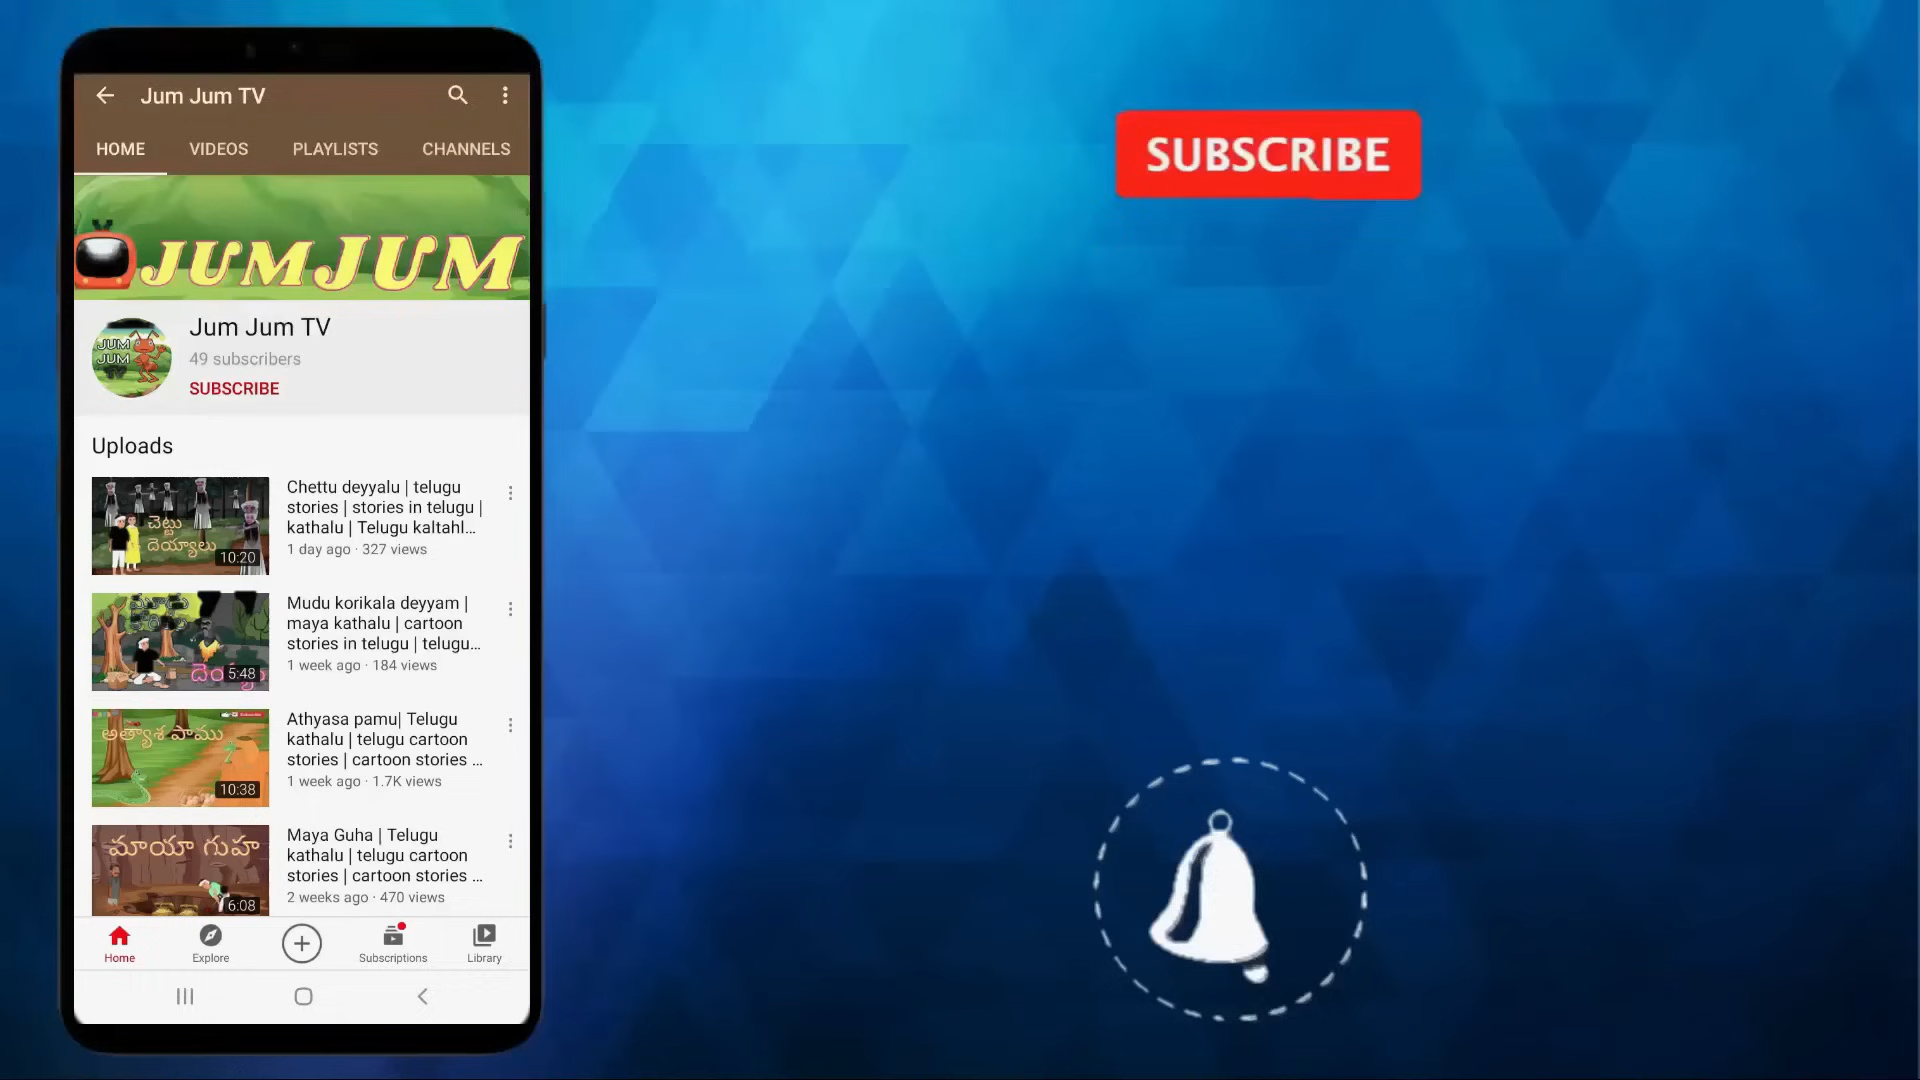 Jum Jum TV
HOME VIDEOS PLAYLISTS CHANNELS
JUMJUM
JUM
JUM
TV
Jum Jum TV
49 subscribers
SUBSCRIBE
Uploads
చెట్టు
దెయ్యాలు
10:20
Chettu deyyalu | telugu
stories | stories in telugu |
kathalu | Telugu kaltahl...
1 day ago · 327 views
5:48
Mudu korikala deyyam |
maya kathalu | cartoon
stories in telugu | telugu...
1 week ago · 184 views
అత్యాశ పాము
10:38
Athyasa pamu| Telugu
kathalu | telugu cartoon
stories | cartoon stories ...
1 week ago · 1.7K views
మాయా గుహ
6:08
Maya Guha | Telugu
kathalu | telugu cartoon
stories | cartoon stories ...
2 weeks ago · 470 views
Home Explore Subscriptions Library
SUBSCRIBE